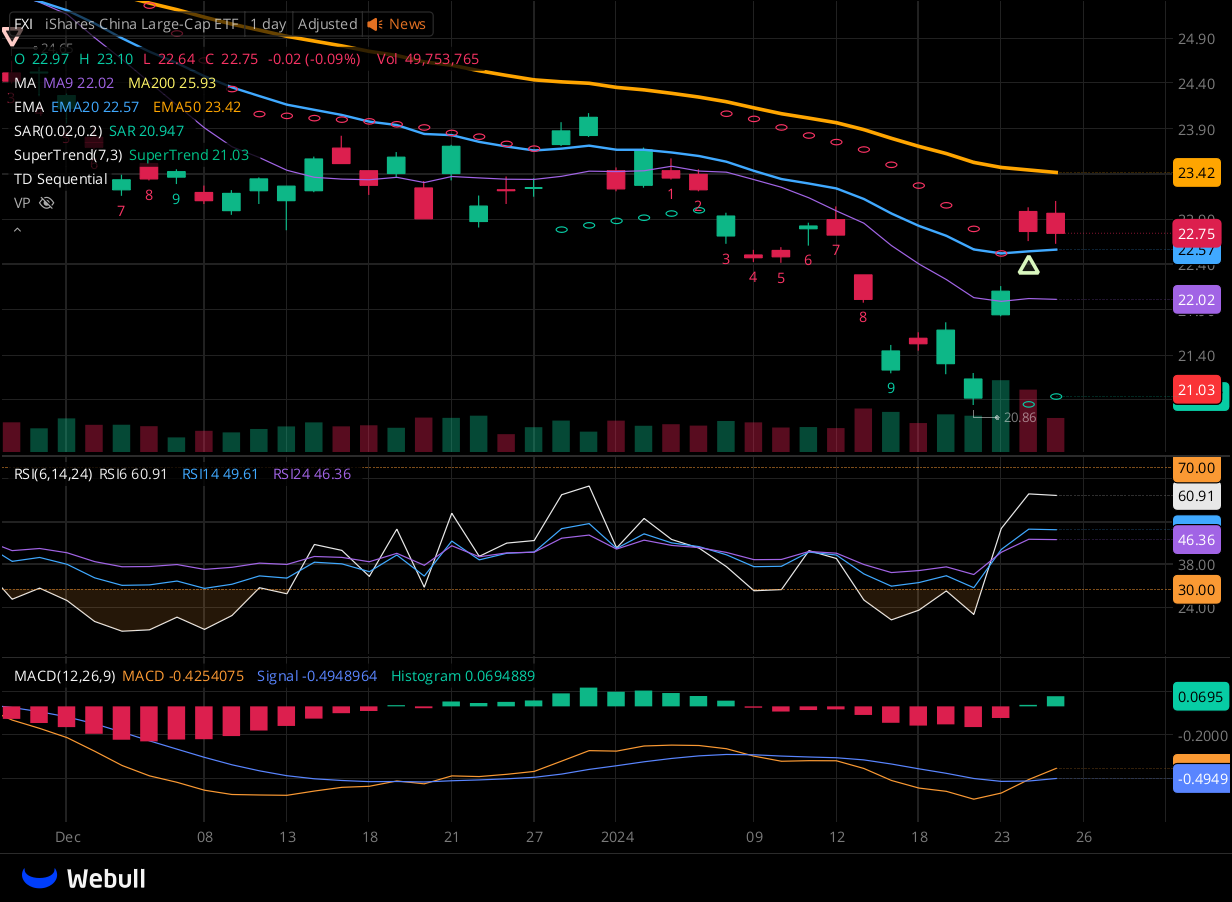 FXI iShares China Large-Cap ETF 1 day Adjusted News
24.90
O 22.97 H 23.10 L 22.64 C 22.75 -0.02 (-0.09%) Vol 49,753,765
MA MA9 22.02 MA200 25.93
24.40
EMA EMA20 22.57 EMA50 23.42
SAR(0.02,0.2) SAR 20.947
23.90
SuperTrend(7,3) SuperTrend 21.03
TD Sequential
23.42
VP
7 8 9 1 2 3 4 5 6 7 8 9
22.75
22.57
22.40
22.02
21.40
21.03
20.86
RSI(6,14,24) RSI6 60.91 RSI14 49.61 RSI24 46.36
70.00
60.91
46.36
38.00
30.00
24.00
MACD(12,26,9) MACD -0.4254075 Signal -0.4948964 Histogram 0.0694889
0.0695
-0.2000
-0.4949
Dec 08 13 18 21 27 2024 09 12 18 23 26
Webull